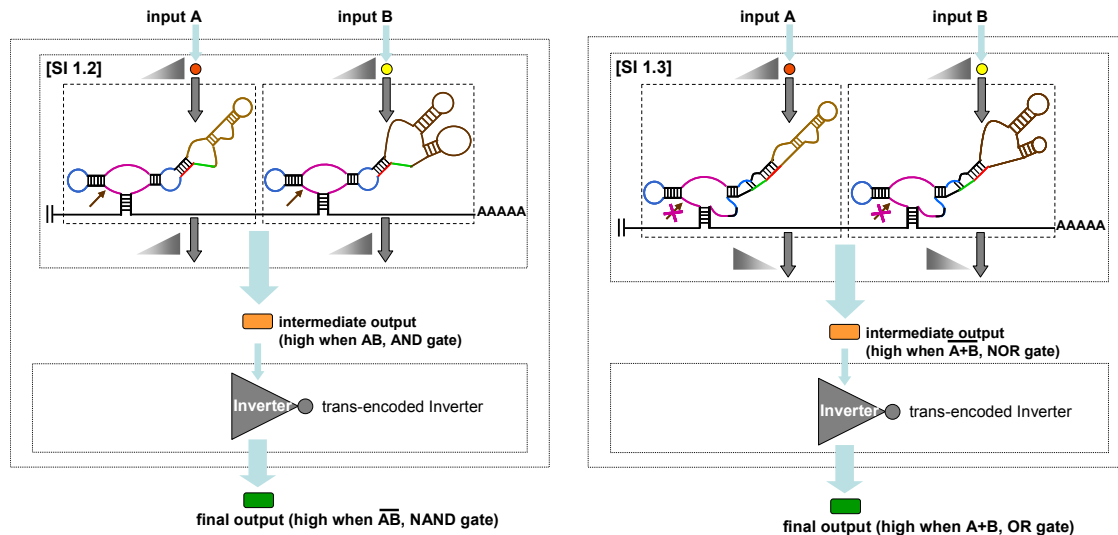 input A
input B
[SI 1.2]
AAAAA
intermediate output
(high when AB, AND gate)
Inverter
trans-encoded Inverter
final output (high when A̅B̅, NAND gate)
input A
input B
[SI 1.3]
AAAAA
intermediate output
(high when A̅+̅B̅, NOR gate)
Inverter
trans-encoded Inverter
final output (high when A+B, OR gate)